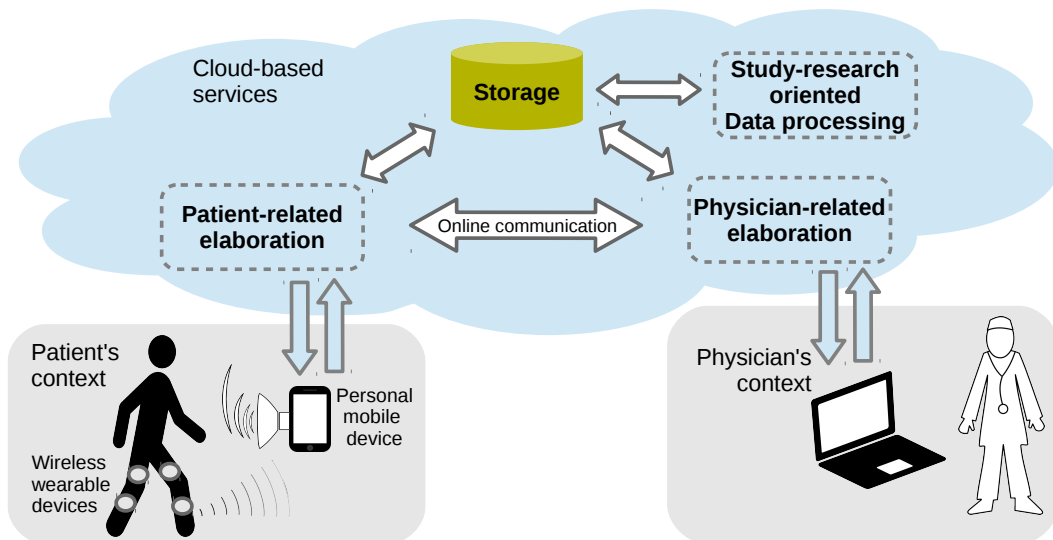 Cloud-based
services
Storage
Study-research
oriented
Data processing
Patient-related
elaboration
Online communication
Physician-related
elaboration
Patient's
context
Personal
mobile
device
Wireless
wearable
devices
Physician's
context